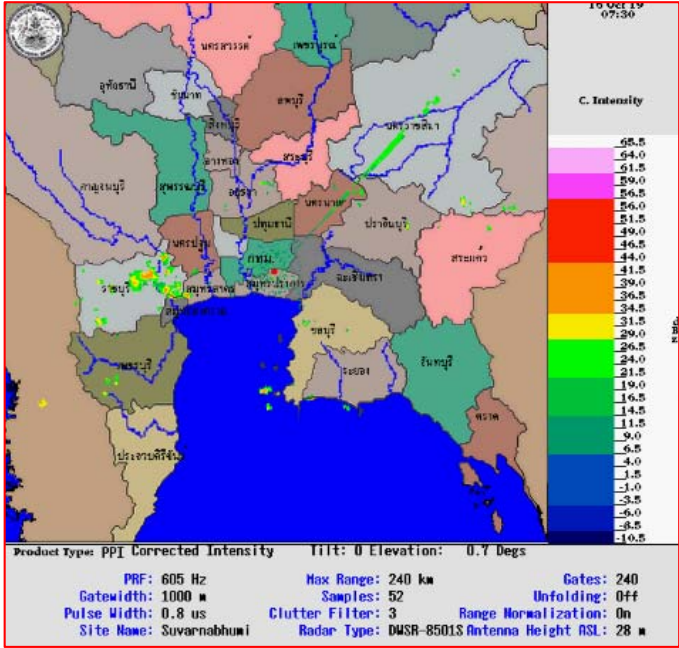 16 Oct 19
07:30
C. Intensity
นครสวรรค์
เพชรบูรณ์
อุทัยธานี
ชัยนาท
ลพบุรี
สิงห์บุรี
นครราชสีมา
อ่างทอง
สระบุรี
กาญจนบุรี
สุพรรณบุรี
อยุธยา
นครนายก
ปราจีนบุรี
ปทุมธานี
นครปฐม
สระแก้ว
กทม.
ฉะเชิงเทรา
ราชบุรี
สมุทรสาคร
สมุทรปราการ
ชลบุรี
เพชรบุรี
ระยอง
จันทบุรี
ตราด
ประจวบคีรีขันธ์
65.5
64.0
61.5
59.0
56.5
56.0
51.5
49.0
46.5
44.0
41.5
39.0
36.5
34.0
31.5
29.0
26.5
24.0
21.5
19.0
16.5
14.5
11.5
9.0
6.5
4.0
1.5
-1.0
-3.5
-6.0
-8.5
-10.5
Product Type: PPI Corrected Intensity Tilt: 0 Elevation: 0.7 Degs
PRF: 605 Hz Max Range: 240 km Gates: 240
Gatewidth: 1000 m Samples: 52 Unfolding: Off
Pulse Width: 0.8 us Clutter Filter: 3 Range Normalization: On
Site Name: Suvarnabhumi Radar Type: DWSR-8501S Antenna Height ASL: 28 m